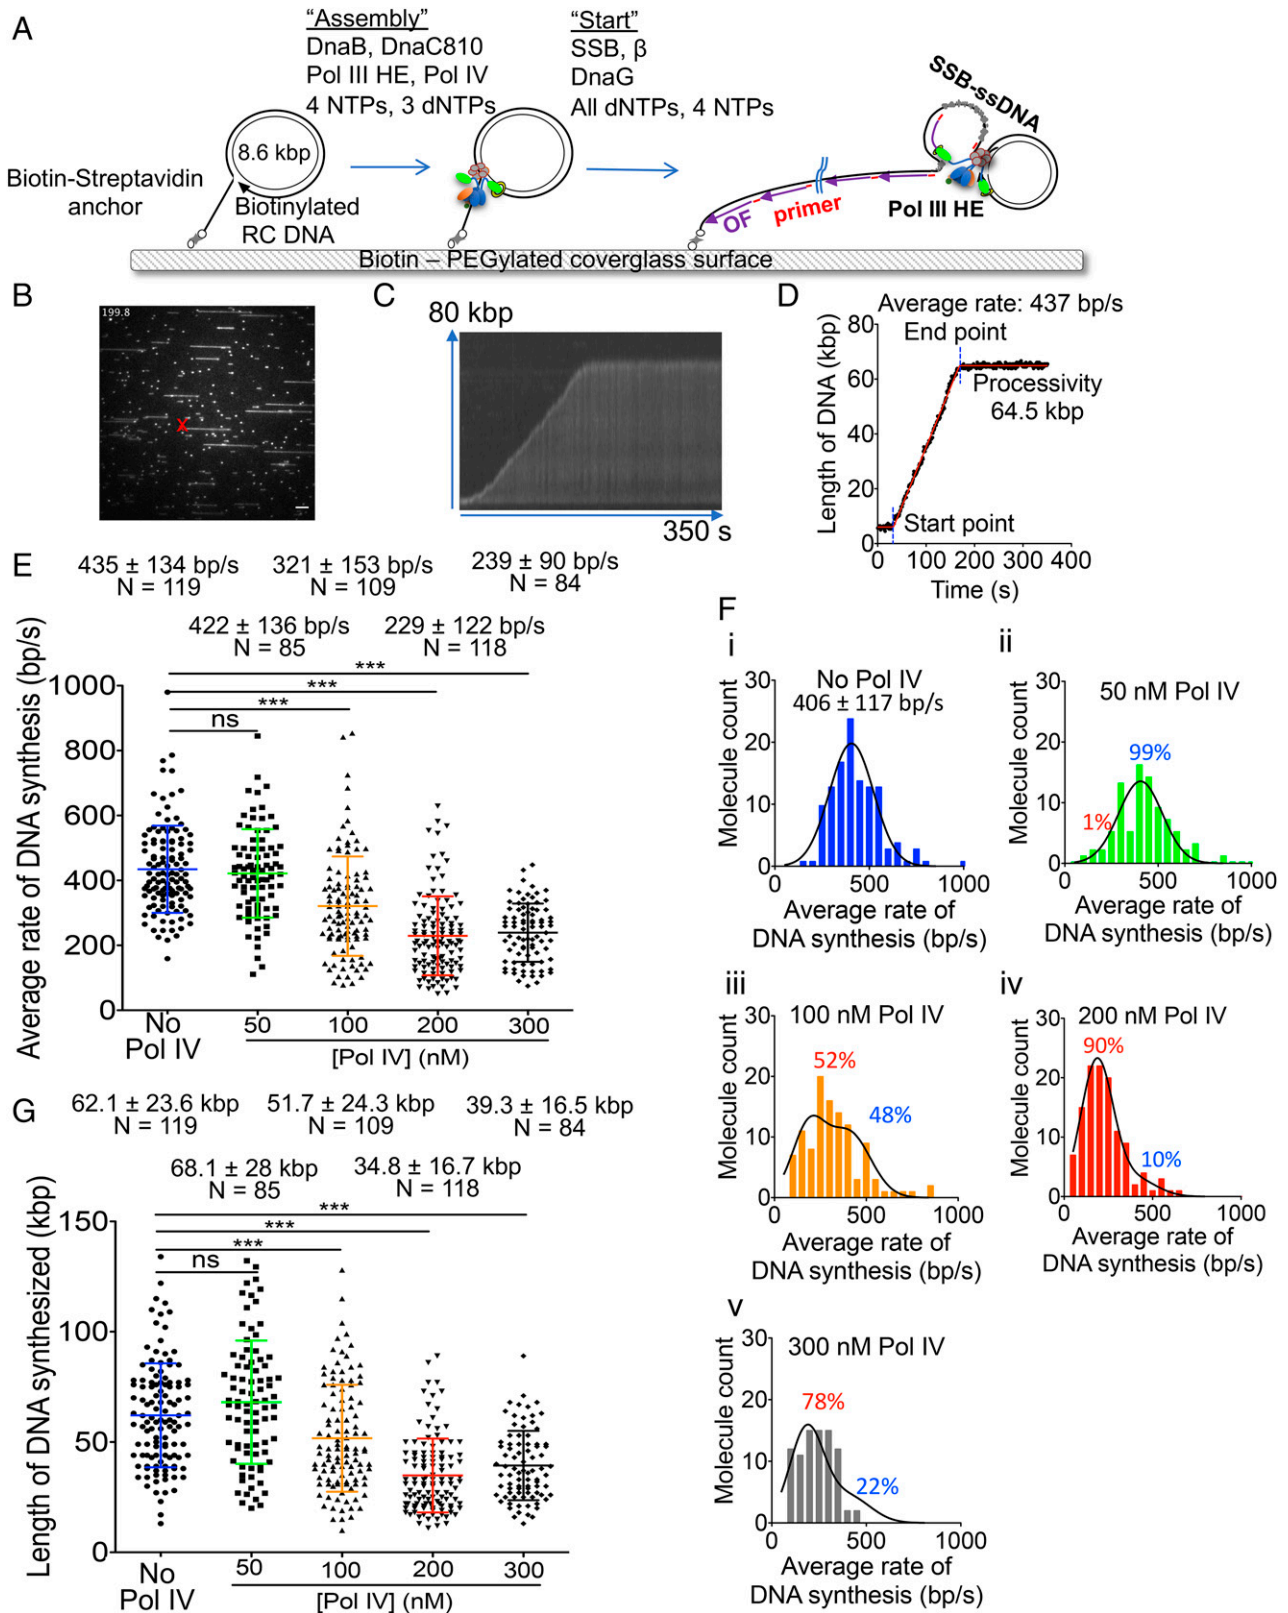 A
“Assembly”
DnaB, DnaC810
Pol III HE, Pol IV
4 NTPs, 3 dNTPs
“Start”
SSB, β
DnaG
All dNTPs, 4 NTPs
SSB-ssDNA
8.6 kbp
Biotin-Streptavidin
anchor
Biotinylated
RC DNA
OF
primer
Pol III HE
Biotin – PEGylated coverglass surface
B
199.8
X
C
80 kbp
350 s
D
Average rate: 437 bp/s
End point
Processivity
64.5 kbp
Start point
Length of DNA (kbp)
80
60
40
20
0
0 100 200 300 400
Time (s)
E
435 ± 134 bp/s
N = 119
321 ± 153 bp/s
N = 109
239 ± 90 bp/s
N = 84
422 ± 136 bp/s
N = 85
229 ± 122 bp/s
N = 118
***
***
***
ns
Average rate of DNA synthesis (bp/s)
1000
800
600
400
200
0
No
Pol IV
50 100 200 300
[Pol IV] (nM)
F
i
No Pol IV
406 ± 117 bp/s
Molecule count
30
20
10
0
0 500 1000
Average rate of
DNA synthesis (bp/s)
ii
50 nM Pol IV
99%
1%
Molecule count
30
20
10
0
0 500 1000
Average rate of
DNA synthesis (bp/s)
iii
100 nM Pol IV
52%
48%
Molecule count
30
20
10
0
0 500 1000
Average rate of
DNA synthesis (bp/s)
iv
200 nM Pol IV
90%
10%
Molecule count
30
20
10
0
0 500 1000
Average rate of
DNA synthesis (bp/s)
v
300 nM Pol IV
78%
22%
Molecule count
30
20
10
0
0 500 1000
Average rate of
DNA synthesis (bp/s)
G
62.1 ± 23.6 kbp
N = 119
51.7 ± 24.3 kbp
N = 109
39.3 ± 16.5 kbp
N = 84
68.1 ± 28 kbp
N = 85
34.8 ± 16.7 kbp
N = 118
***
***
***
ns
Length of DNA synthesized (kbp)
150
100
50
0
No
Pol IV
50 100 200 300
[Pol IV] (nM)